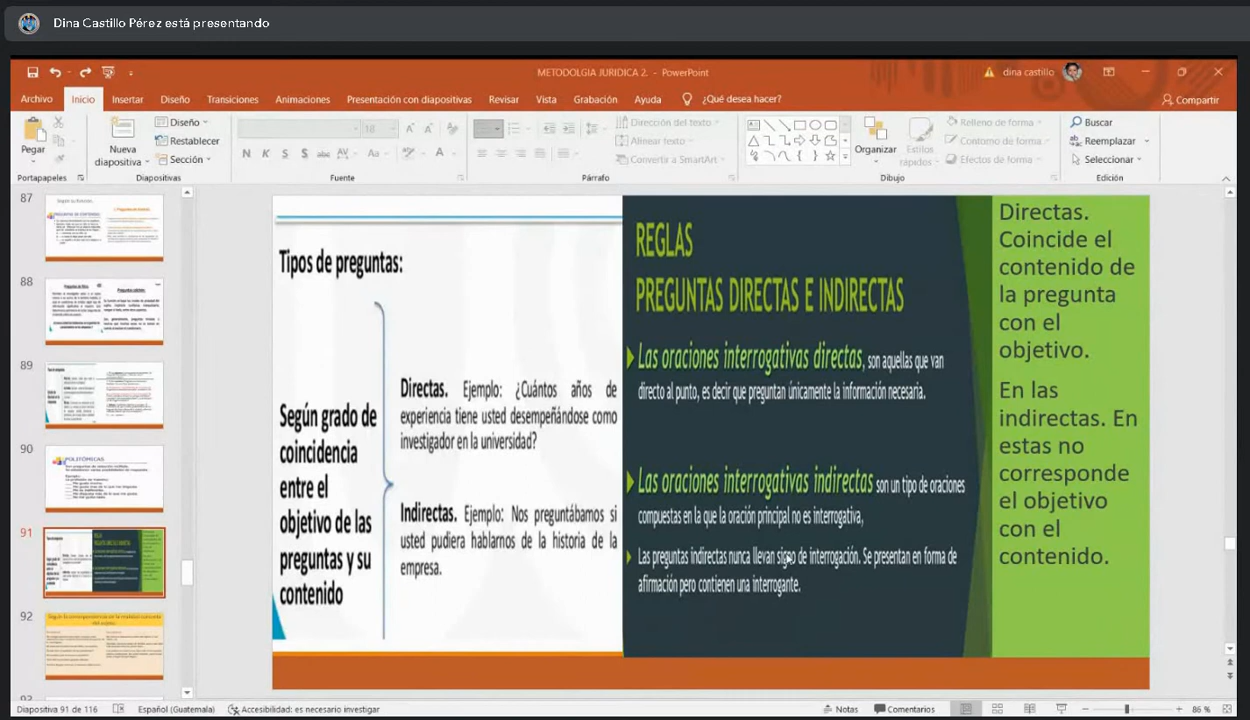 Dina Castillo Pérez está presentando
METODOLGIA JURIDICA 2. - PowerPoint
dina castillo
Archivo
Inicio
Insertar
Diseño
Transiciones
Animaciones
Presentación con diapositivas
Revisar
Vista
Grabación
Ayuda
¿Qué desea hacer?
Compartir
Pegar
Nueva
diapositiva
Diseño
Restablecer
Sección
18
N K S S abc AV Aa A
Dirección del texto
Alinear texto
Convertir a SmartArt
Organizar
Estilos
rápidos
Relleno de forma
Contorno de forma
Efectos de forma
Buscar
Reemplazar
Seleccionar
Portapapeles
Diapositivas
Fuente
Párrafo
Dibujo
Edición
87
88
89
90
POLITÓMICAS
91
92
Tipos de preguntas:
Según grado de
coincidencia
entre el
objetivo de las
preguntas y su
contenido
Directas. Ejemplo: ¿Cuántos años de
experiencia tiene usted desempeñándose como
investigador en la universidad?
Indirectas. Ejemplo: Nos preguntábamos si
usted pudiera hablarnos de la historia de la
empresa.
REGLAS
PREGUNTAS DIRECTAS E INDIRECTAS
Las oraciones interrogativas directas, son aquellas que van
directo al punto, es decir que preguntan únicamente la información necesaria.
Las oraciones interrogativas indirectas son un tipo de oraciones
compuestas en la que la oración principal no es interrogativa,
Las preguntas indirectas nunca llevan signo de interrogación. Se presentan en forma de
afirmación pero contienen una interrogante.
Directas.
Coincide el
contenido de
la pregunta
con el
objetivo.
En las
indirectas. En
estas no
corresponde
el objetivo
con el
contenido.
Diapositiva 91 de 116
Español (Guatemala)
Accesibilidad: es necesario investigar
Notas
Comentarios
86 %